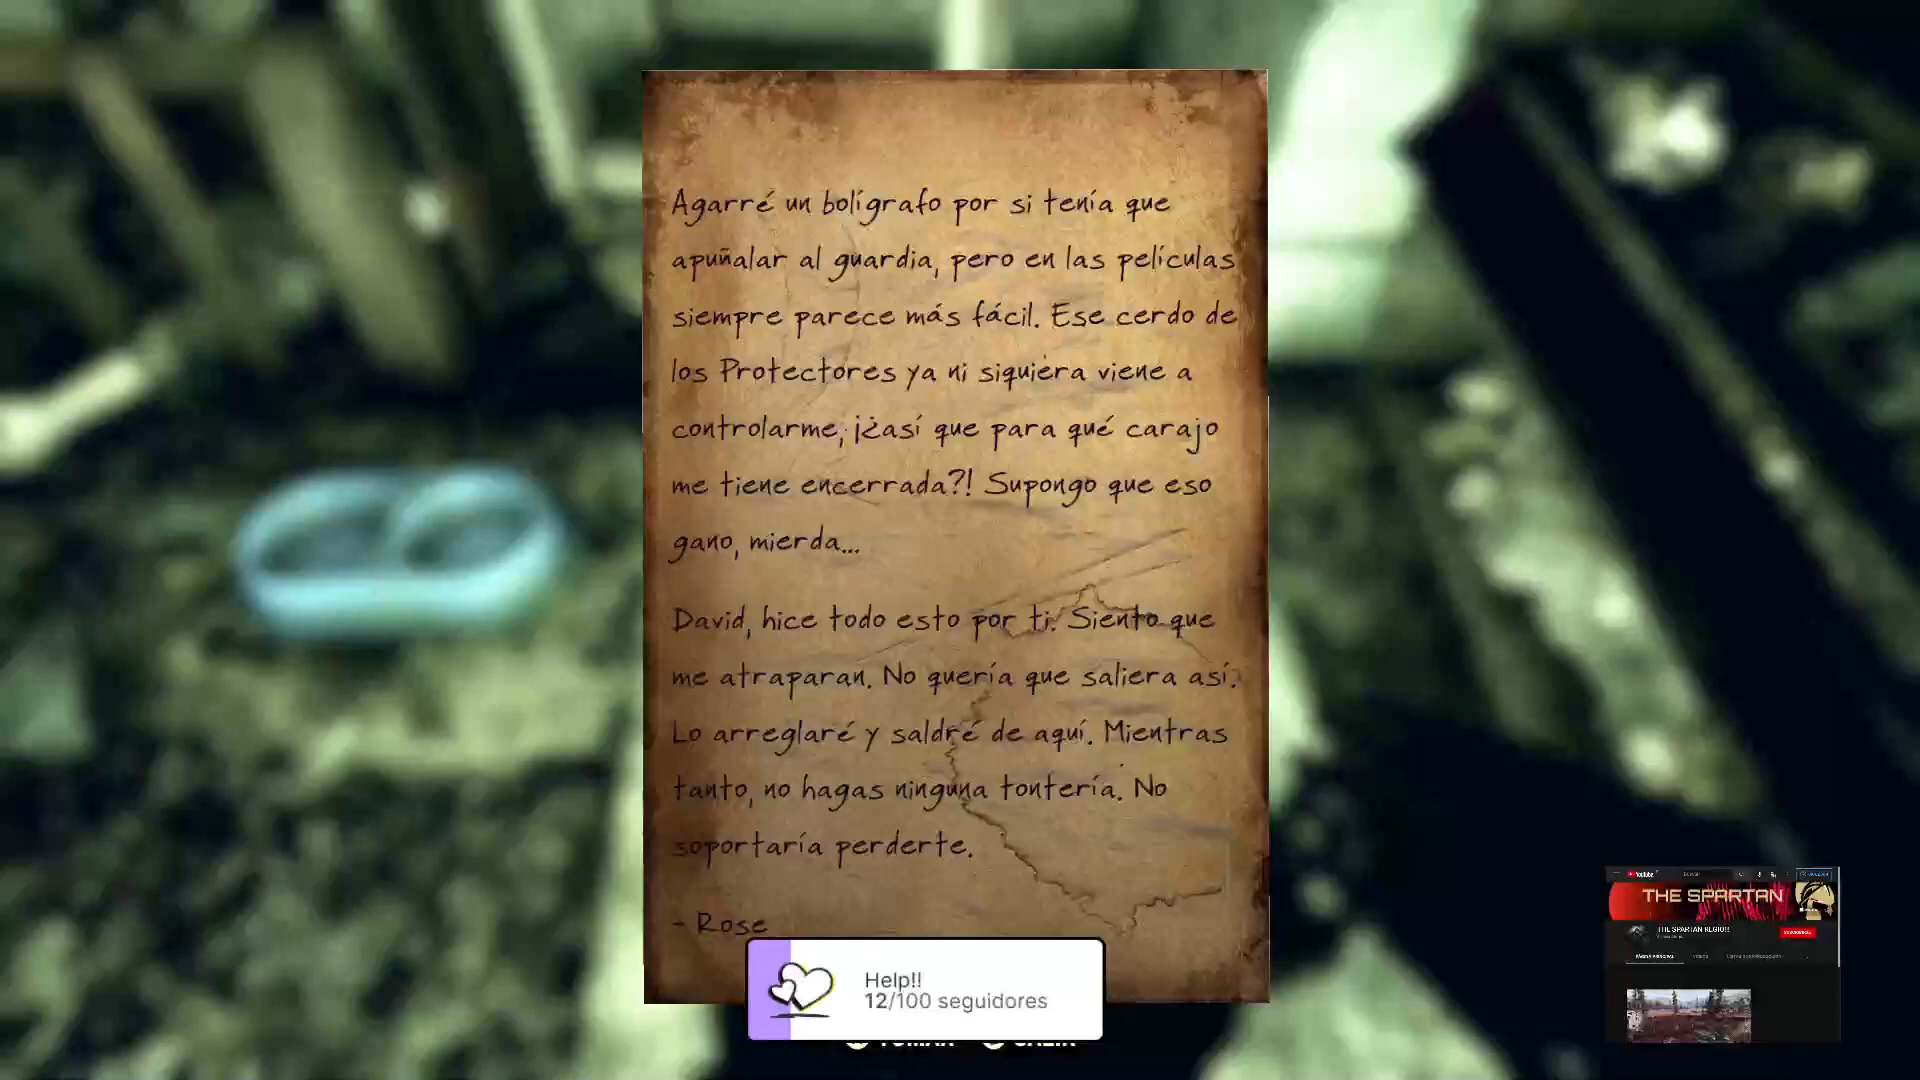 Agarré un bolígrafo por si tenía que
apuñalar al guardia, pero en las películas
siempre parece más fácil. Ese cerdo de
los Protectores ya ni siquiera viene a
controlarme, ¡¿así que para qué carajo
me tiene encerrada?! Supongo que eso
gano, mierda...
David, hice todo esto por ti. Siento que
me atraparan. No quería que saliera así.
Lo arreglaré y saldré de aquí. Mientras
tanto, no hagas ninguna tontería. No
soportaría perderte.
- Rose
Help!!
12/100 seguidores
YouTube
THE SPARTAN
THE SPARTAN REGIO!!